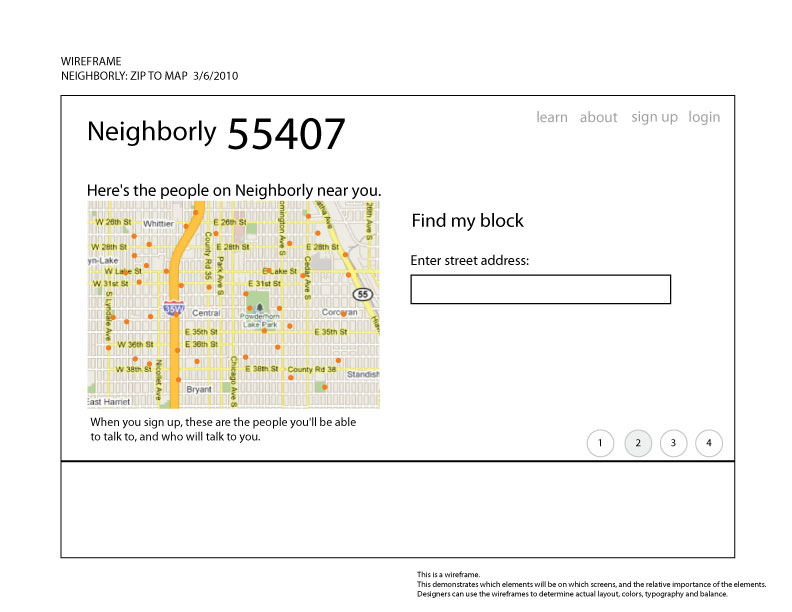 WIREFRAME
NEIGHBORLY: ZIP TO MAP 3/6/2010
Neighborly 55407
learn about sign up login
Here's the people on Neighborly near you.
W 26th St
Whittier
E 26th St
26th Ave S
W 28th St
E 28th St
E 28th St
County Rd 35
Park Ave S
Cedar Ave S
yn-Lake
W Lake St
E Lake St
W 31st St
E 31st St
55
S Lyndale Ave
35W
Central
Powderhorn
Lake Park
Corcoran
E 35th St
E 35th St
W 36th St
E 36th St
Nicollet Ave
Chicago Ave S
W 38th St
E 38th St
County Rd 38
Standish
Bryant
East Harriet
When you sign up, these are the people you'll be able
to talk to, and who will talk to you.
Find my block
Enter street address:
1 2 3 4
This is a wireframe.
This demonstrates which elements will be on which screens, and the relative importance of the elements.
Designers can use the wireframes to determine actual layout, colors, typography and balance.